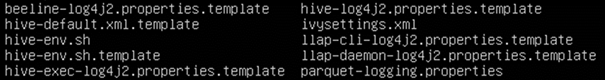 beeline-log4j2.properties.template hive-log4j2.properties.template
hive-default.xml.template ivysettings.xml
hive-env.sh llap-cli-log4j2.properties.template
hive-env.sh.template llap-daemon-log4j2.properties.template
hive-exec-log4j2.properties.template parquet-logging.properties